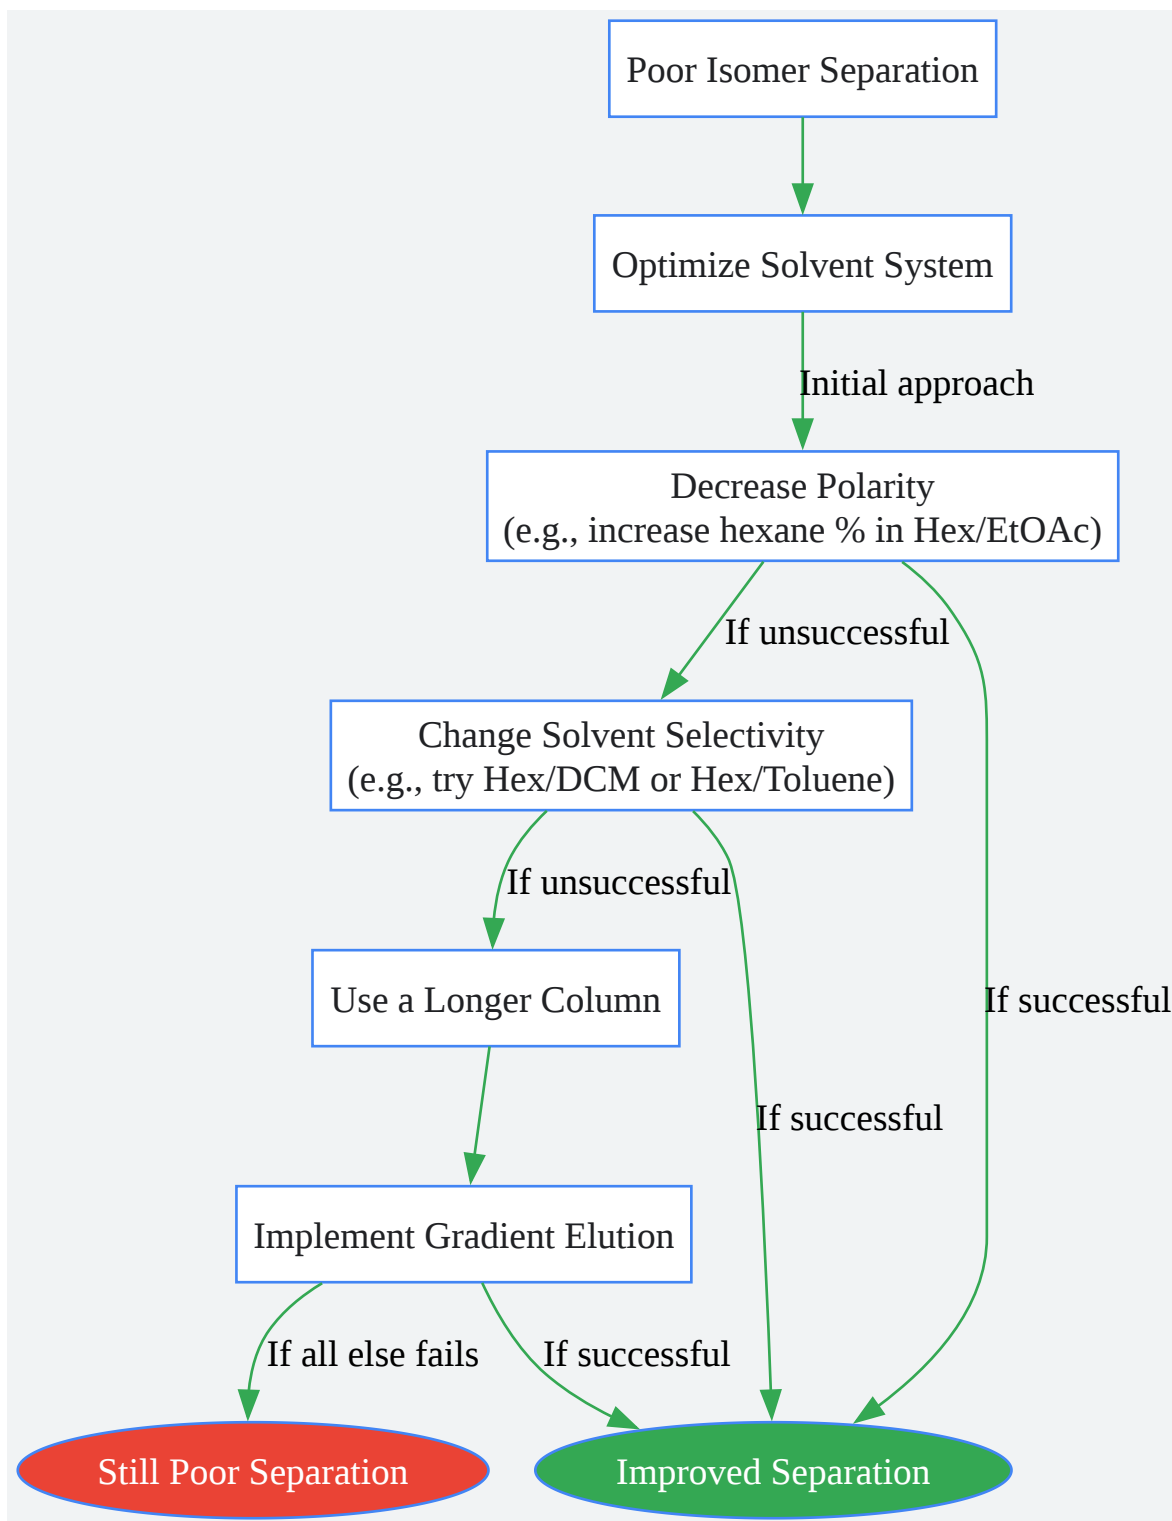 Poor Isomer Separation
Optimize Solvent System
Initial approach
Decrease Polarity
(e.g., increase hexane % in Hex/EtOAc)
If unsuccessful
Change Solvent Selectivity
(e.g., try Hex/DCM or Hex/Toluene)
If unsuccessful
Use a Longer Column
If successful
If successful
Implement Gradient Elution
If all else fails
If successful
Still Poor Separation
Improved Separation